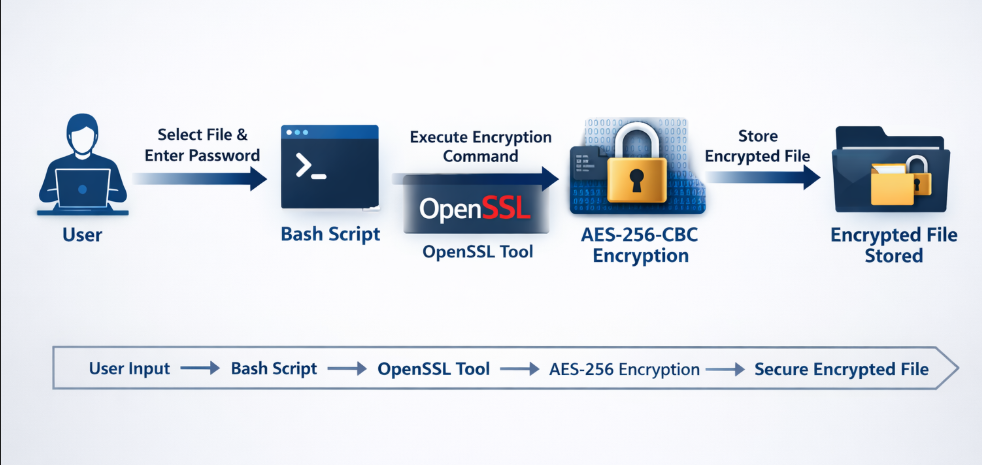 Select File &
Enter Password
Execute Encryption
Command
Store
Encrypted File
OpenSSL
User
Bash Script
OpenSSL Tool
AES-256-CBC
Encryption
Encrypted File
Stored
User Input
Bash Script
OpenSSL Tool
AES-256 Encryption
Secure Encrypted File